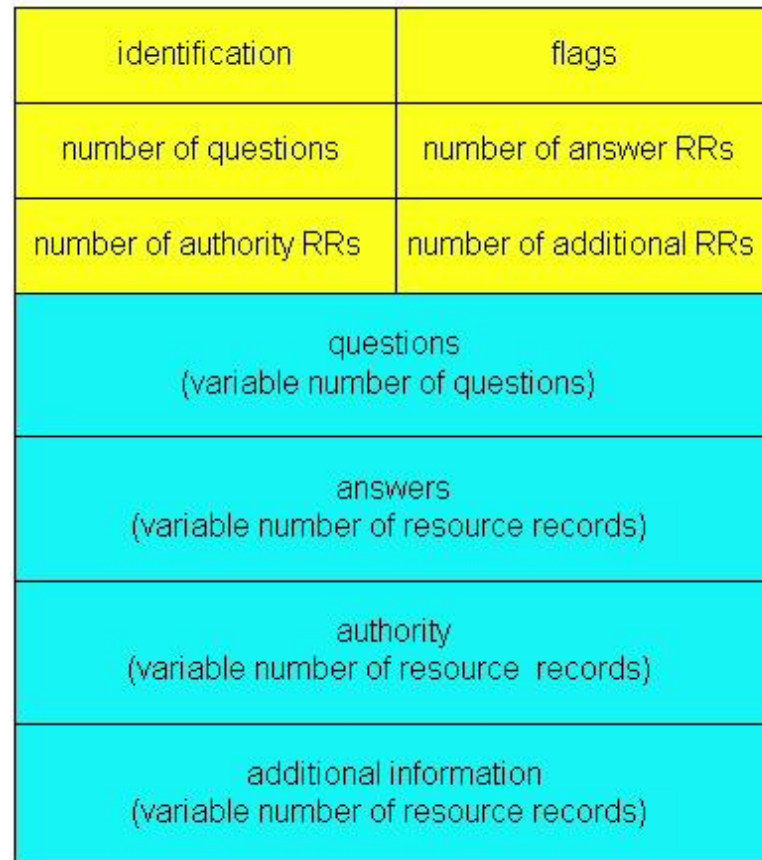 identification
flags
number of questions
number of answer RRs
number of authority RRs
number of additional RRs
questions
(variable number of questions)
answers
(variable number of resource records)
authority
(variable number of resource records)
additional information
(variable number of resource records)